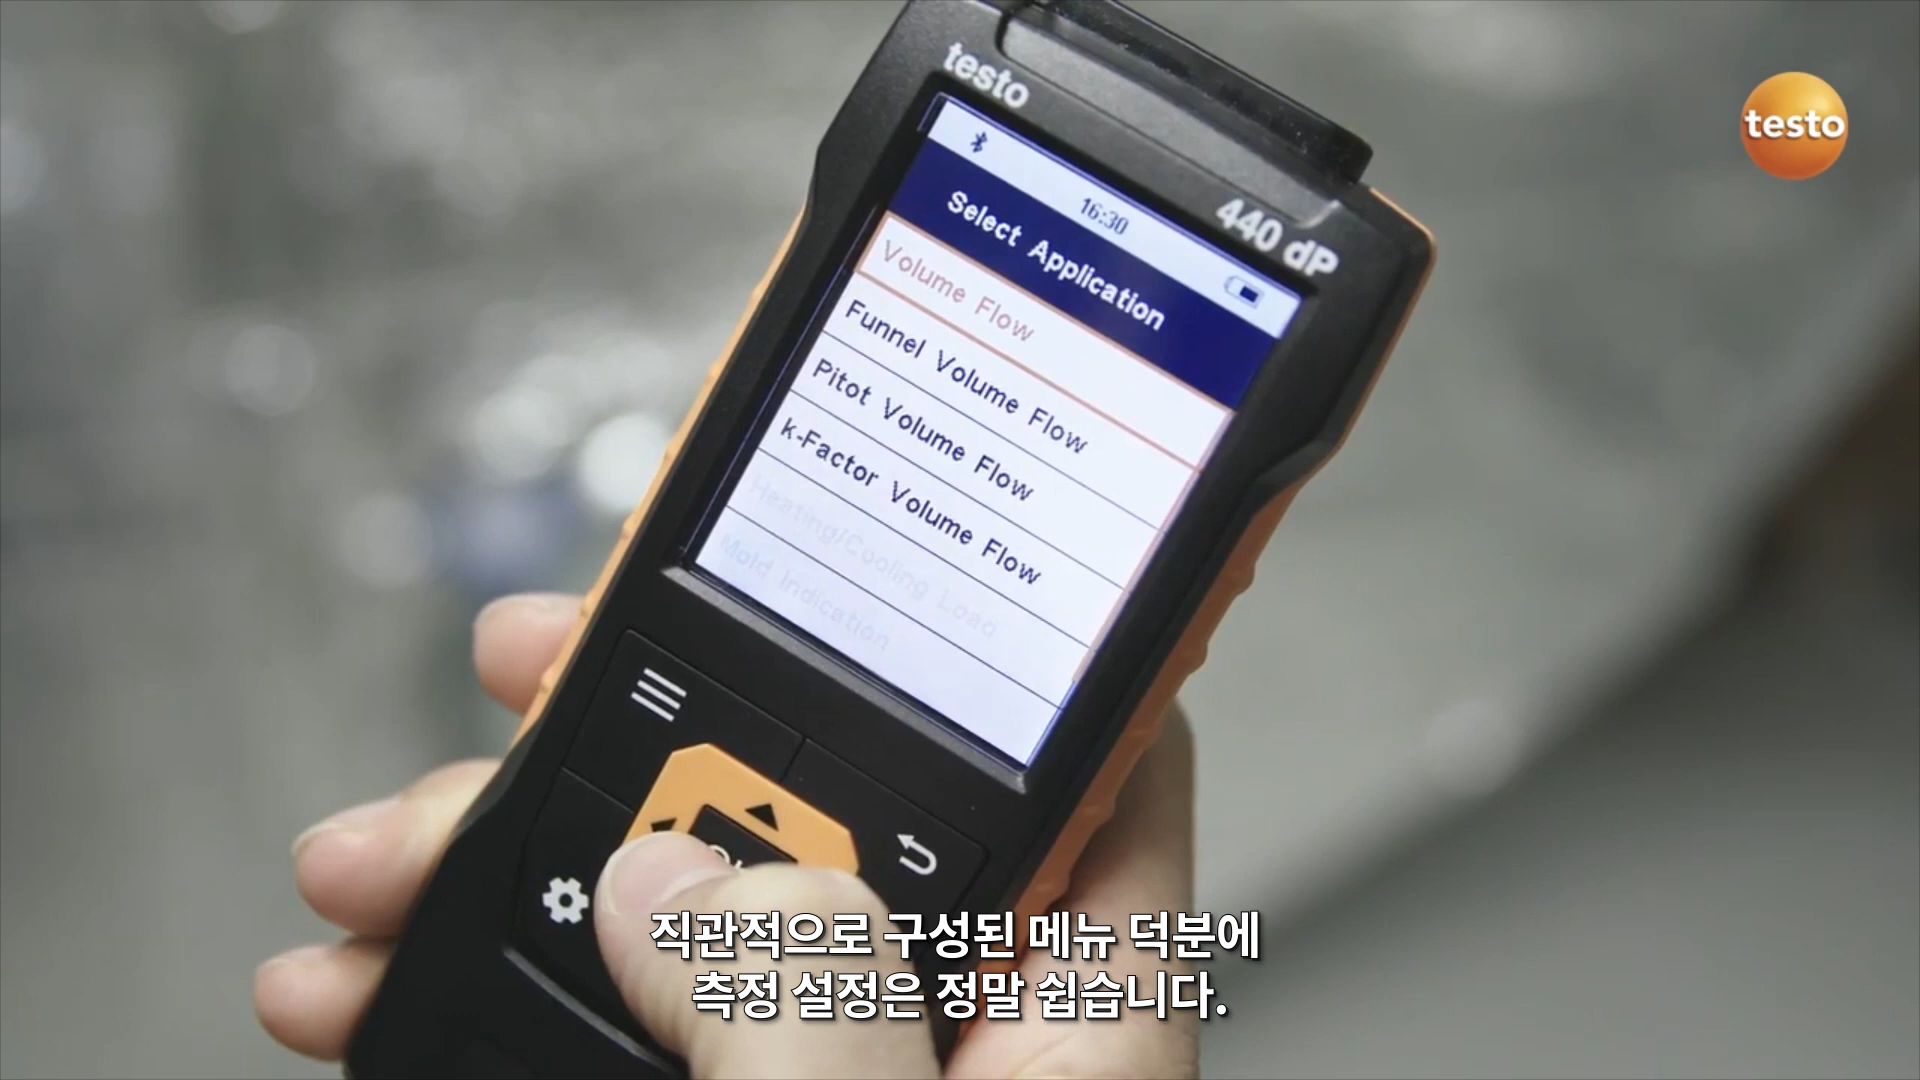 testo
testo
440 dP
16:30
Select Application
Volume Flow
Funnel Volume Flow
Pitot Volume Flow
k-Factor Volume Flow
Heating/Cooling Load
Mold Indication
직관적으로 구성된 메뉴 덕분에
측정 설정은 정말 쉽습니다.